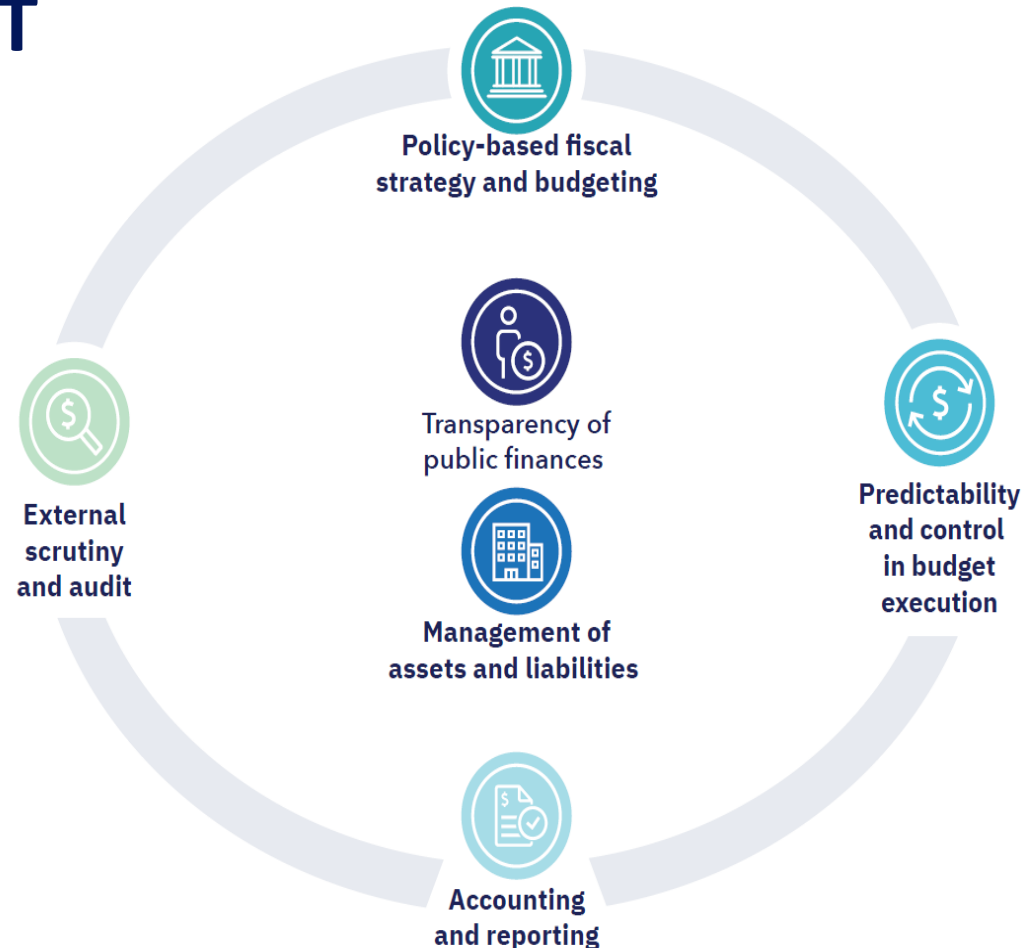 T
Policy-based fiscal
strategy and budgeting
$
Transparency of
public finances
$
External
scrutiny
and audit
$
Predictability
and control
in budget
execution
Management of
assets and liabilities
$
Accounting
and reporting